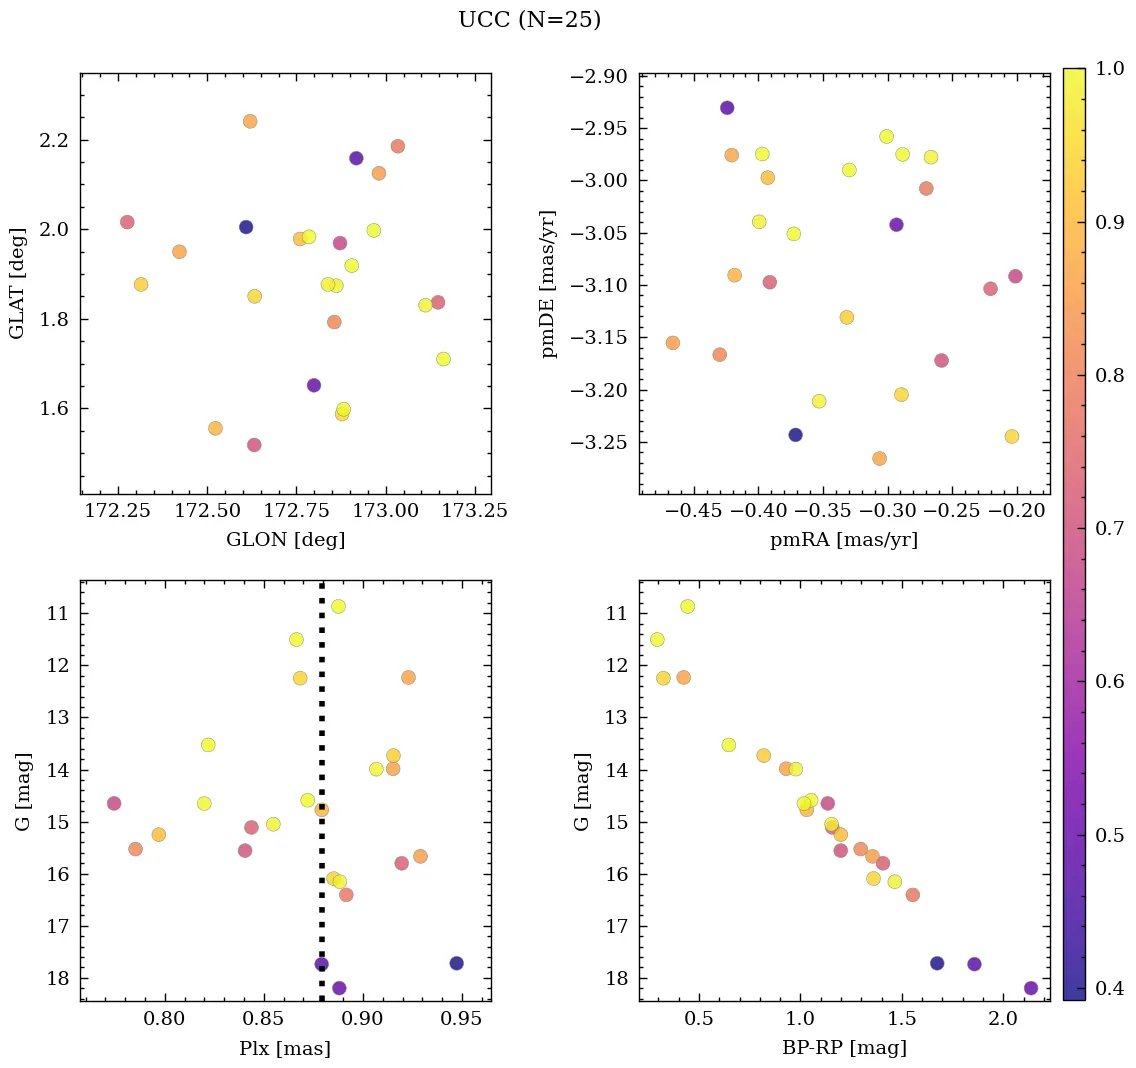 UCC (N=25)
2.2
2.0
1.8
1.6
GLAT [deg]
172.25 172.50 172.75 173.00 173.25
GLON [deg]
−2.90
−2.95
−3.00
−3.05
−3.10
−3.15
−3.20
−3.25
pmDE [mas/yr]
−0.45 −0.40 −0.35 −0.30 −0.25 −0.20
pmRA [mas/yr]
1.0
0.9
0.8
0.7
0.6
0.5
0.4
11
12
13
14
15
16
17
18
G [mag]
0.80 0.85 0.90 0.95
Plx [mas]
11
12
13
14
15
16
17
18
G [mag]
0.5 1.0 1.5 2.0
BP-RP [mag]